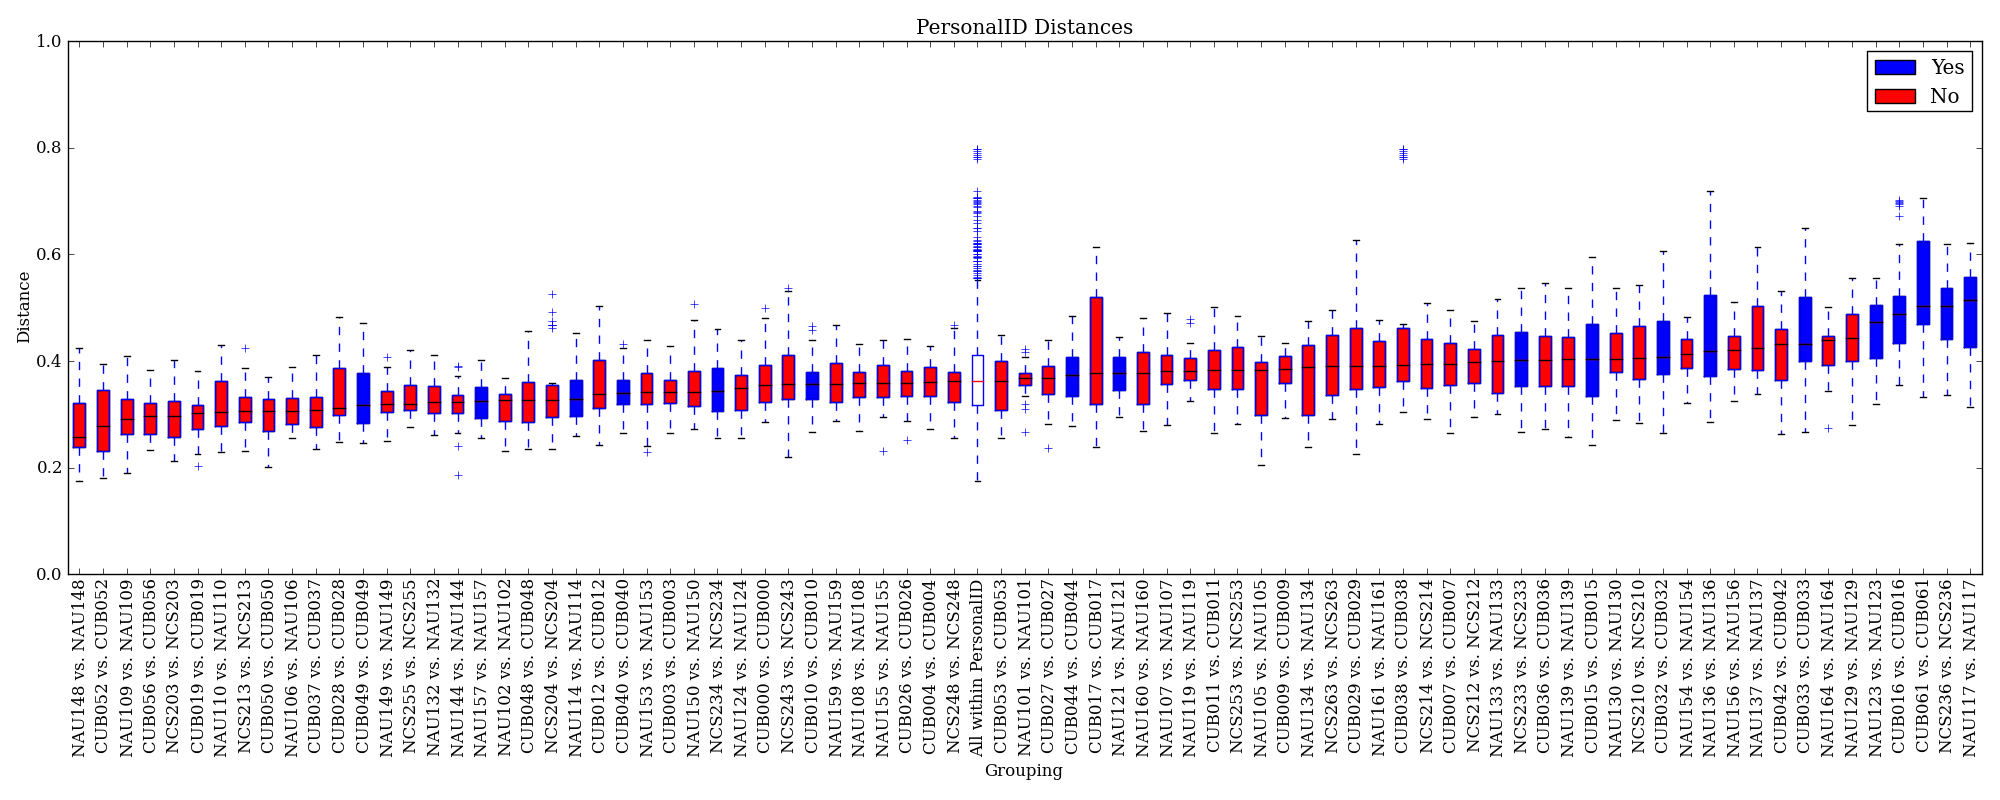 PersonalID Distances
1.0
0.8
0.6
0.4
0.2
0.0
Distance
Yes
No
NAU148 vs. NAU148
CUB052 vs. CUB052
NAU109 vs. NAU109
CUB056 vs. CUB056
NCS203 vs. NCS203
CUB019 vs. CUB019
NAU110 vs. NAU110
NCS213 vs. NCS213
CUB050 vs. CUB050
NAU106 vs. NAU106
CUB037 vs. CUB037
CUB028 vs. CUB028
CUB049 vs. CUB049
NAU149 vs. NAU149
NCS255 vs. NCS255
NAU132 vs. NAU132
NAU144 vs. NAU144
NAU157 vs. NAU157
NAU102 vs. NAU102
CUB048 vs. CUB048
NCS204 vs. NCS204
NAU114 vs. NAU114
CUB012 vs. CUB012
CUB040 vs. CUB040
NAU153 vs. NAU153
CUB003 vs. CUB003
NAU150 vs. NAU150
NCS234 vs. NCS234
NAU124 vs. NAU124
CUB000 vs. CUB000
NCS243 vs. NCS243
CUB010 vs. CUB010
NAU159 vs. NAU159
NAU108 vs. NAU108
NAU155 vs. NAU155
CUB026 vs. CUB026
CUB004 vs. CUB004
NCS248 vs. NCS248
All within PersonalID
CUB053 vs. CUB053
NAU101 vs. NAU101
CUB027 vs. CUB027
CUB044 vs. CUB044
CUB017 vs. CUB017
NAU121 vs. NAU121
NAU160 vs. NAU160
NAU107 vs. NAU107
NAU119 vs. NAU119
CUB011 vs. CUB011
NCS253 vs. NCS253
NAU105 vs. NAU105
CUB009 vs. CUB009
NAU134 vs. NAU134
NCS263 vs. NCS263
CUB029 vs. CUB029
NAU161 vs. NAU161
CUB038 vs. CUB038
NCS214 vs. NCS214
CUB007 vs. CUB007
NCS212 vs. NCS212
NAU133 vs. NAU133
NCS233 vs. NCS233
CUB036 vs. CUB036
NAU139 vs. NAU139
CUB015 vs. CUB015
NAU130 vs. NAU130
NCS210 vs. NCS210
CUB032 vs. CUB032
NAU154 vs. NAU154
NAU136 vs. NAU136
NAU156 vs. NAU156
NAU137 vs. NAU137
CUB042 vs. CUB042
CUB033 vs. CUB033
NAU164 vs. NAU164
NAU129 vs. NAU129
NAU123 vs. NAU123
CUB016 vs. CUB016
CUB061 vs. CUB061
NCS236 vs. NCS236
NAU117 vs. NAU117
Grouping